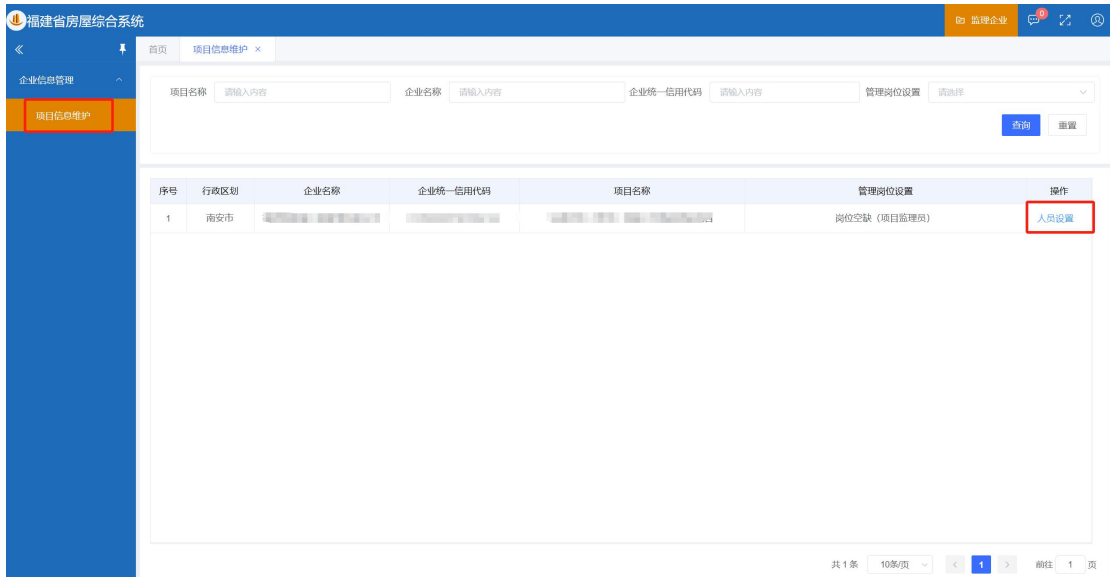 福建省房屋综合系统
监理企业
0
首页 项目信息维护 ×
企业信息管理
项目信息维护
项目名称 请输入内容 企业名称 请输入内容 企业统一信用代码 请输入内容 管理岗位设置 请选择
查询 重置
序号 行政区划 企业名称 企业统一信用代码 项目名称 管理岗位设置 操作
1 南安市 岗位空缺（项目监理员） 人员设置
共 1 条 10条/页 < 1 > 前往 1 页